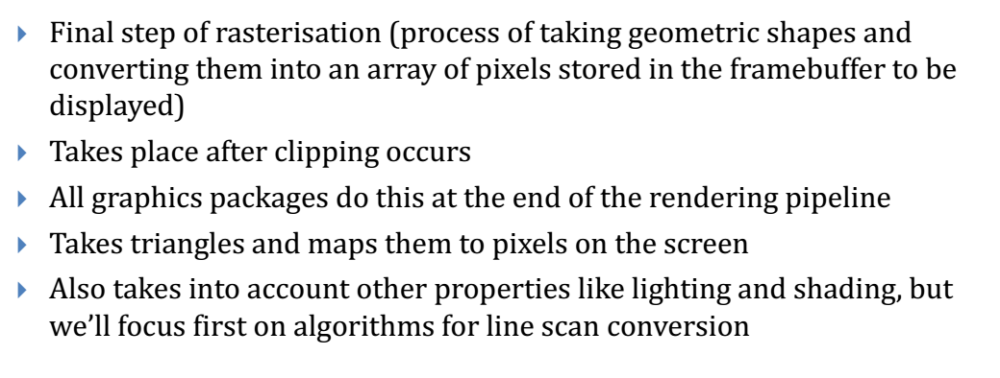 Final step of rasterisation (process of taking geometric shapes and
converting them into an array of pixels stored in the framebuffer to be
displayed)
Takes place after clipping occurs
All graphics packages do this at the end of the rendering pipeline
Takes triangles and maps them to pixels on the screen
Also takes into account other properties like lighting and shading, but
we’ll focus first on algorithms for line scan conversion